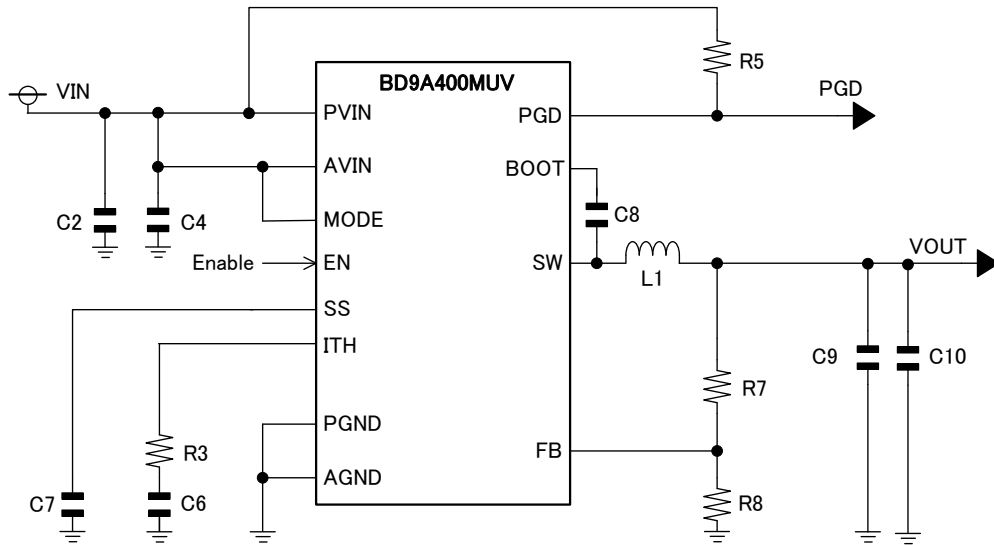 BD9A400MUV
VIN
R5
PGD
PVIN
PGD
AVIN
BOOT
C2
C4
MODE
C8
Enable
EN
SW
L1
VOUT
SS
ITH
C9
C10
R7
PGND
R3
FB
AGND
C7
C6
R8